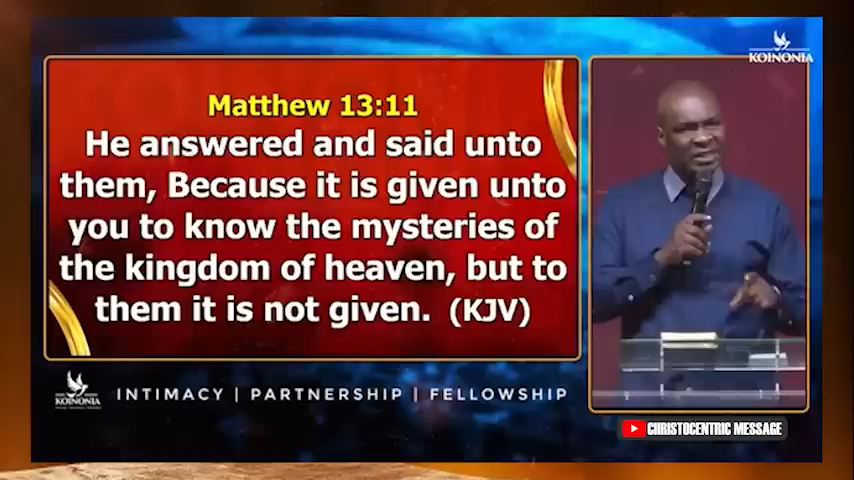 KOINONIA
Matthew 13:11
He answered and said unto
them, Because it is given unto
you to know the mysteries of
the kingdom of heaven, but to
them it is not given. (KJV)
KOINONIA
INTIMACY | PARTNERSHIP | FELLOWSHIP
CHRISTOCENTRIC MESSAGE